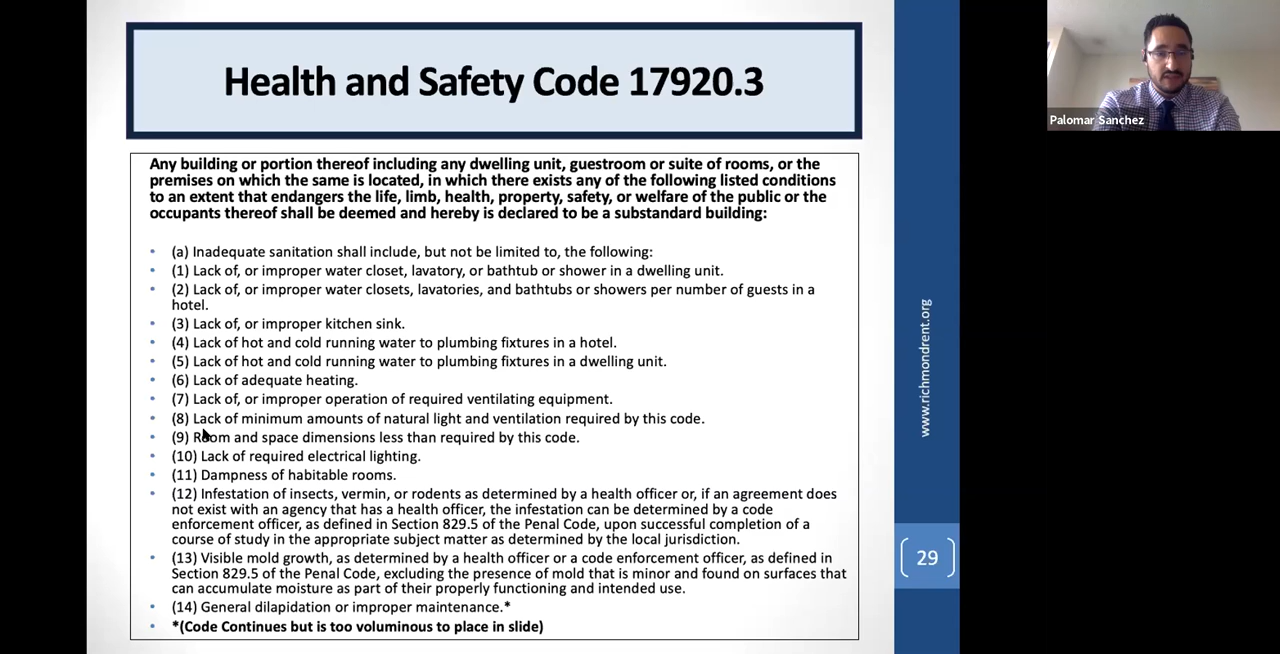 Health and Safety Code 17920.3
Any building or portion thereof including any dwelling unit, guestroom or suite of rooms, or the
premises on which the same is located, in which there exists any of the following listed conditions
to an extent that endangers the life, limb, health, property, safety, or welfare of the public or the
occupants thereof shall be deemed and hereby is declared to be a substandard building:
• (a) Inadequate sanitation shall include, but not be limited to, the following:
• (1) Lack of, or improper water closet, lavatory, or bathtub or shower in a dwelling unit.
• (2) Lack of, or improper water closets, lavatories, and bathtubs or showers per number of guests in a
hotel.
• (3) Lack of, or improper kitchen sink.
• (4) Lack of hot and cold running water to plumbing fixtures in a hotel.
• (5) Lack of hot and cold running water to plumbing fixtures in a dwelling unit.
• (6) Lack of adequate heating.
• (7) Lack of, or improper operation of required ventilating equipment.
• (8) Lack of minimum amounts of natural light and ventilation required by this code.
• (9) Room and space dimensions less than required by this code.
• (10) Lack of required electrical lighting.
• (11) Dampness of habitable rooms.
• (12) Infestation of insects, vermin, or rodents as determined by a health officer or, if an agreement does
not exist with an agency that has a health officer, the infestation can be determined by a code
enforcement officer, as defined in Section 829.5 of the Penal Code, upon successful completion of a
course of study in the appropriate subject matter as determined by the local jurisdiction.
• (13) Visible mold growth, as determined by a health officer or a code enforcement officer, as defined in
Section 829.5 of the Penal Code, excluding the presence of mold that is minor and found on surfaces that
can accumulate moisture as part of their properly functioning and intended use.
• (14) General dilapidation or improper maintenance.*
• *(Code Continues but is too voluminous to place in slide)
www.richmondrent.org
29
Palomar Sanchez